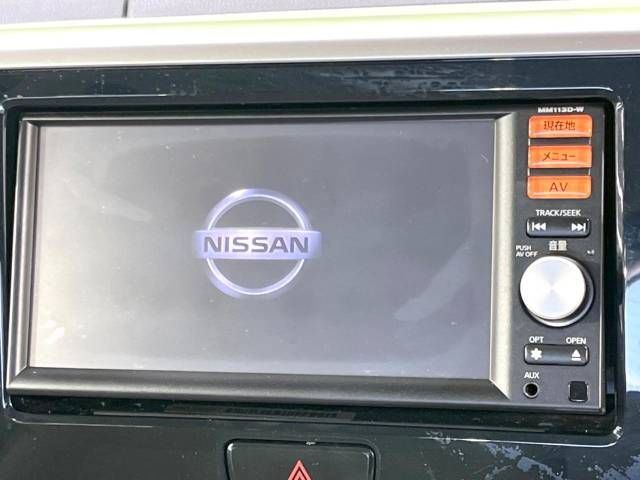 MM113D-W
現在地
メニュー
AV
TRACK/SEEK
音量
PUSH
AV OFF
NISSAN
OPT
OPEN
AUX